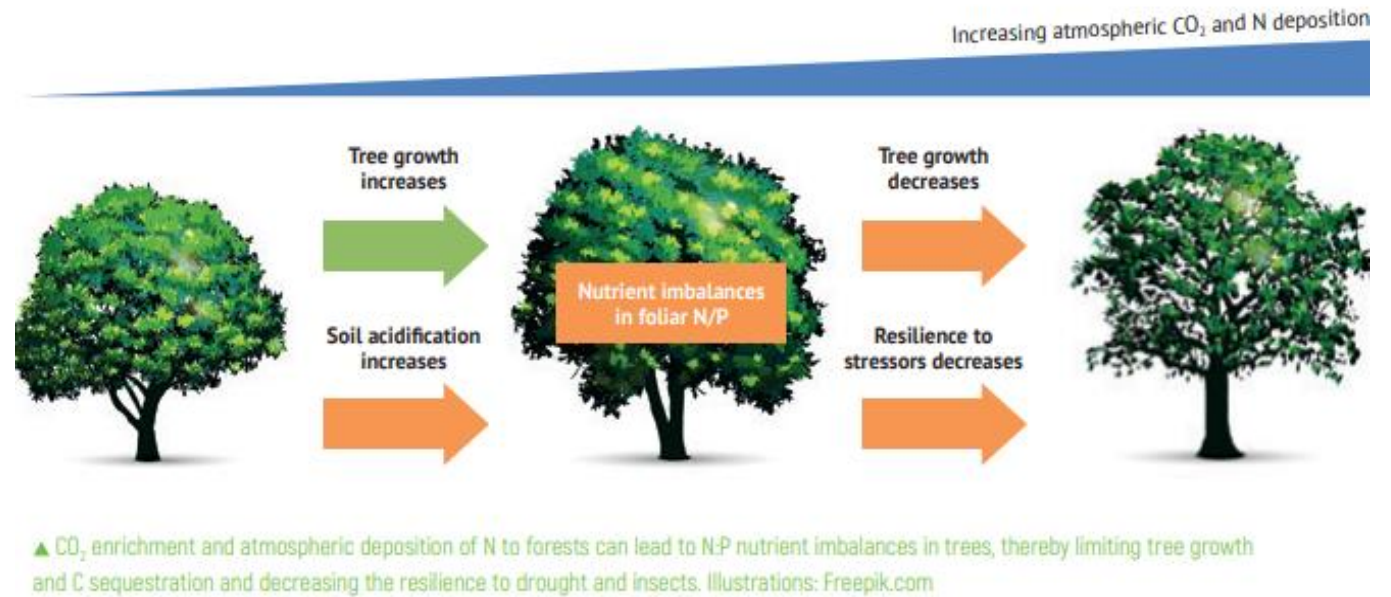 Increasing atmospheric CO₂ and N deposition
Tree growth
increases
Tree growth
decreases
Nutrient imbalances
in foliar N/P
Soil acidification
increases
Resilience to
stressors decreases
▲ CO₂ enrichment and atmospheric deposition of N to forests can lead to N:P nutrient imbalances in trees, thereby limiting tree growth
and C sequestration and decreasing the resilience to drought and insects. Illustrations: Freepik.com